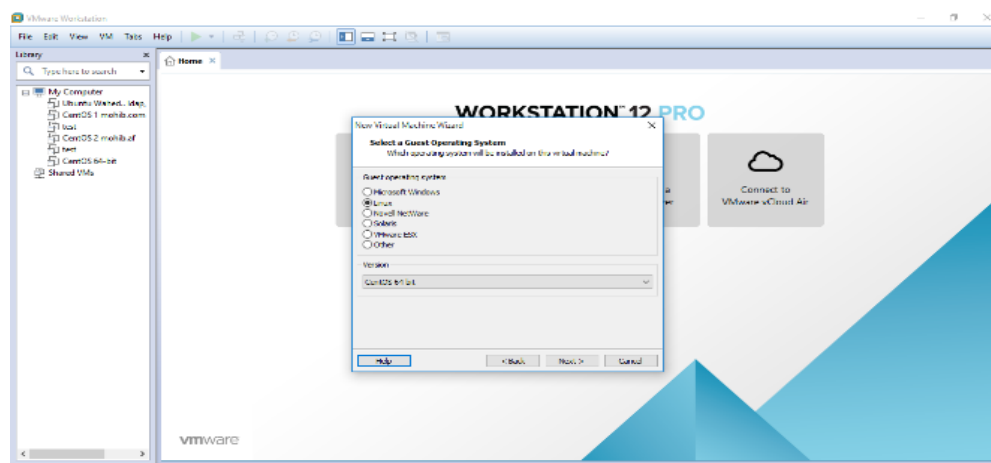 VMware Workstation
File Edit View VM Tabs Help
Library
Type here to search
Home
My Computer
Ubuntu Wahed.. ldap,
CentOS 1 mohib.com
test
CentOS 2 mohib.af
test
CentOS 64-bit
Shared VMs
WORKSTATION™ 12 PRO
New Virtual Machine Wizard
Select a Guest Operating System
Which operating system will be installed on this virtual machine?
Guest operating system
Microsoft Windows
Linux
Novell NetWare
Solaris
VMware ESX
Other
Version
CentOS 64-bit
Help < Back Next > Cancel
Connect to
VMware vCloud Air
vmware